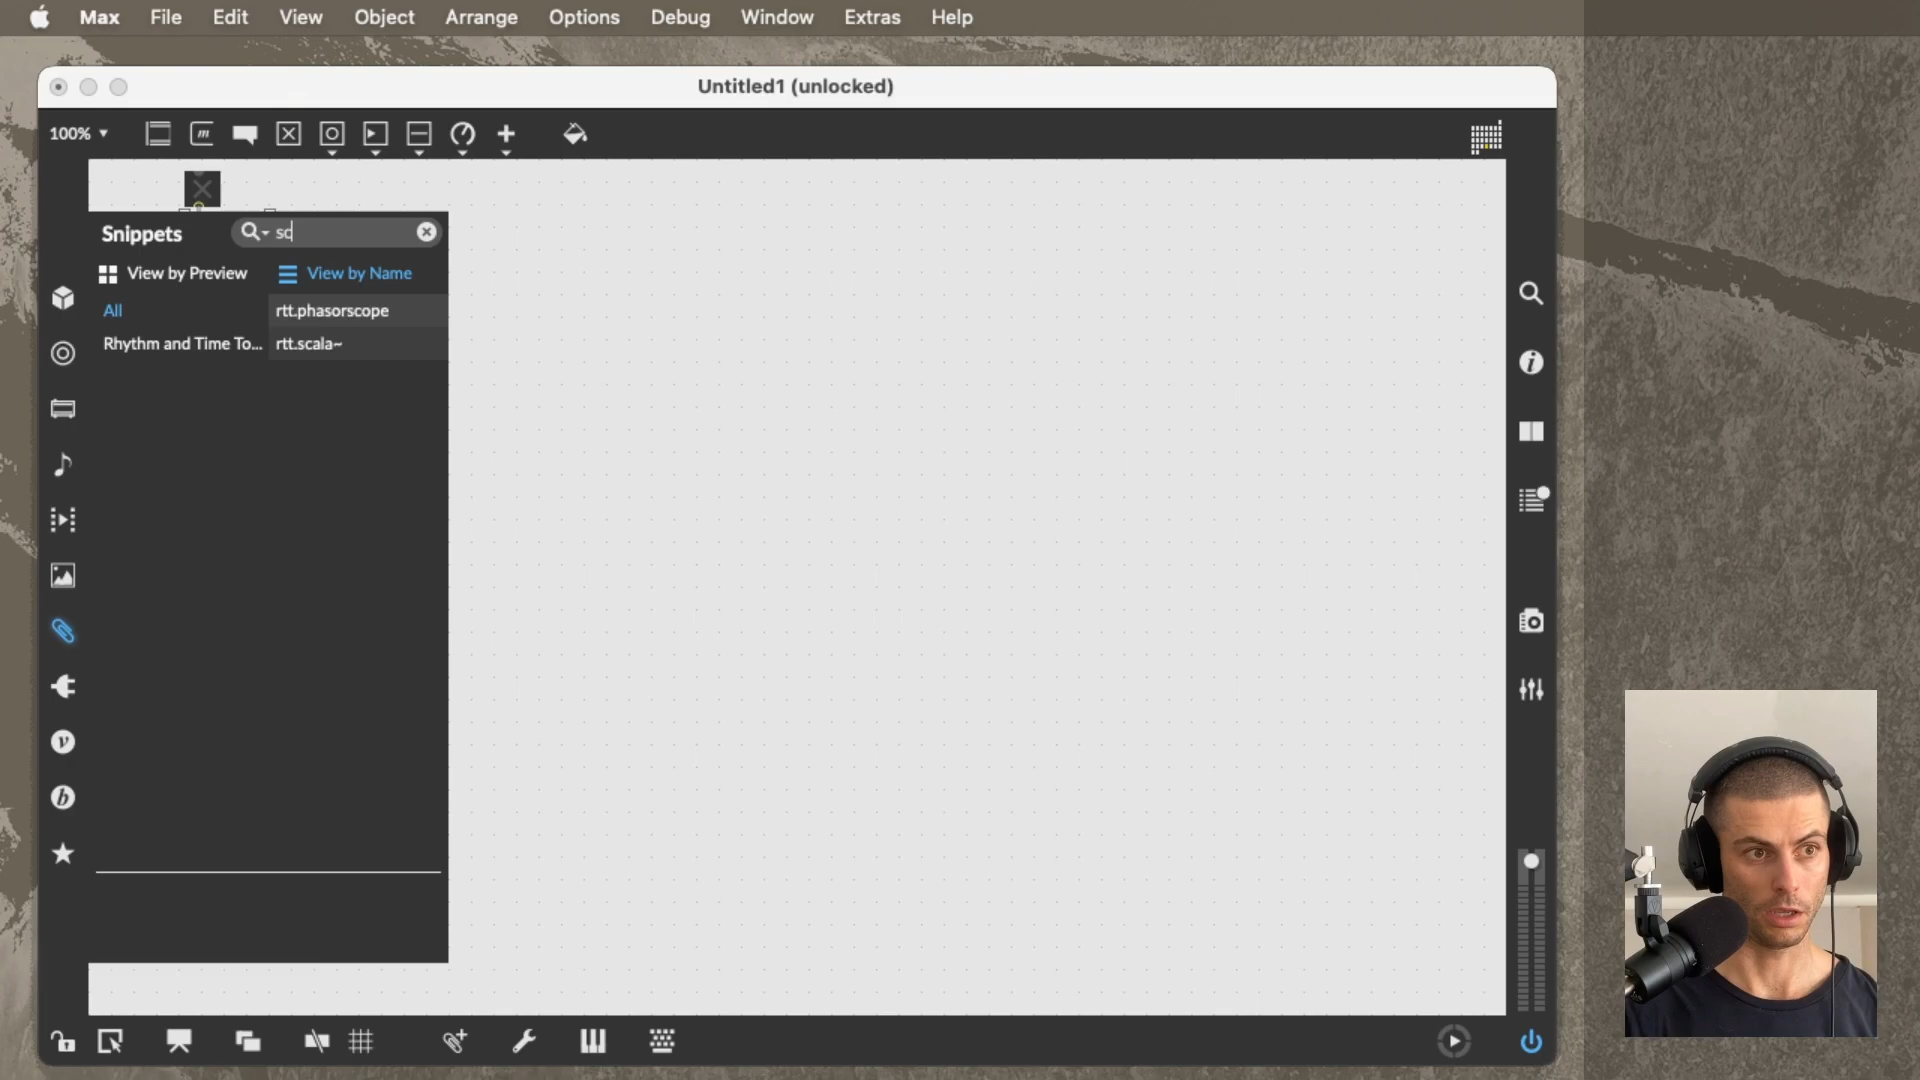 Max File Edit View Object Arrange Options Debug Window Extras Help
Untitled1 (unlocked)
100%
Snippets
sc
View by Preview View by Name
All
rtt.phasorscope
Rhythm and Time To...
rtt.scala~